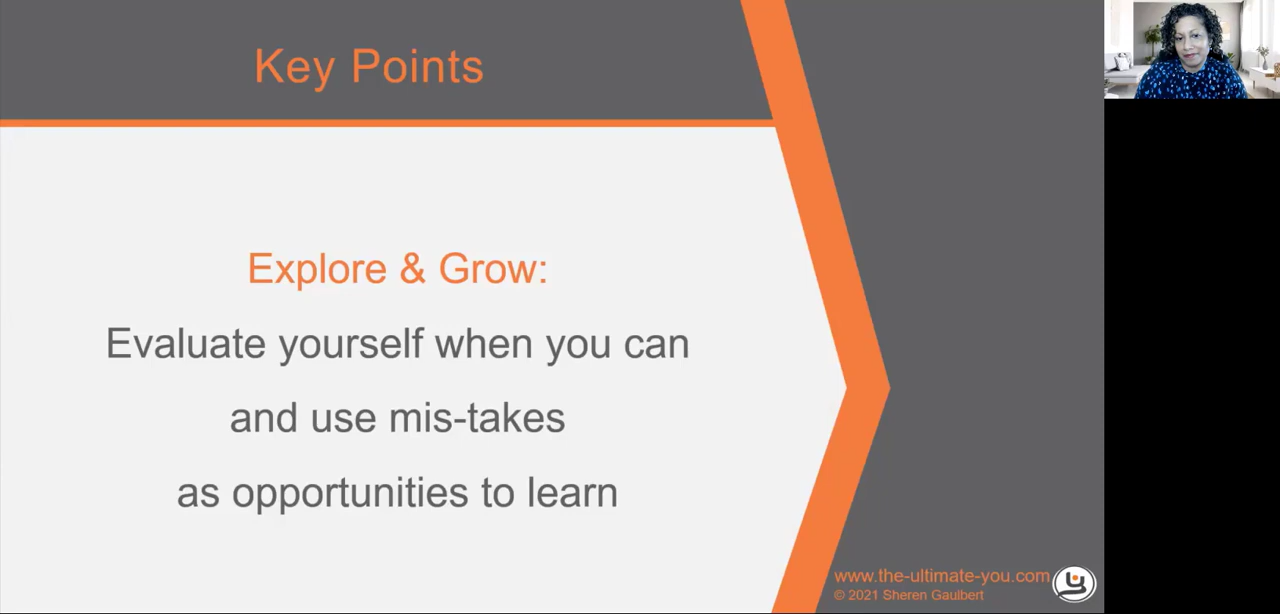 Key Points
Explore & Grow:
Evaluate yourself when you can
and use mis-takes
as opportunities to learn
www.the-ultimate-you.com
© 2021 Sheren Gaulbert